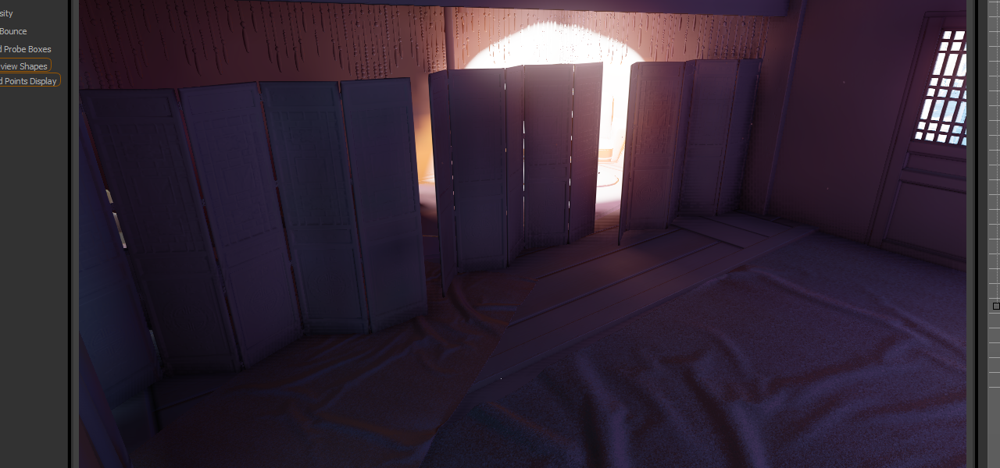 sity
Bounce
d Probe Boxes
view Shapes
d Points Display